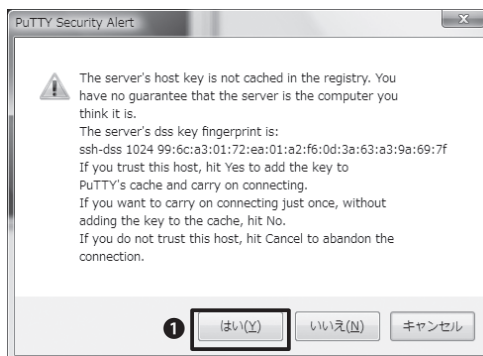 PuTTY Security Alert
x
The server's host key is not cached in the registry. You
have no guarantee that the server is the computer you
think it is.
The server's dss key fingerprint is:
ssh-dss 1024 99:6c:a3:01:72:ea:01:a2:f6:0d:3a:63:a3:9a:69:7f
If you trust this host, hit Yes to add the key to
PuTTY's cache and carry on connecting.
If you want to carry on connecting just once, without
adding the key to the cache, hit No.
If you do not trust this host, hit Cancel to abandon the
connection.
❶ はい(Y) いいえ(N) キャンセル